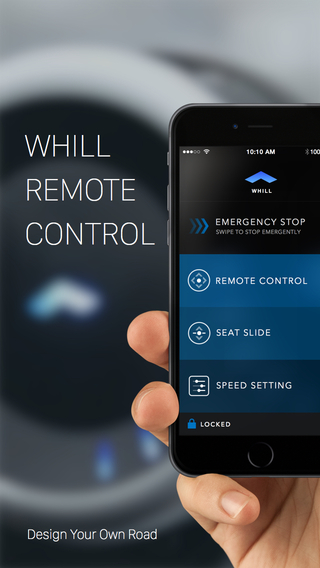 WHILL
REMOTE
CONTROL
10:10 AM
100
WHILL
EMERGENCY STOP
SWIPE TO STOP EMERGENTLY
REMOTE CONTROL
SEAT SLIDE
SPEED SETTING
LOCKED
Design Your Own Road